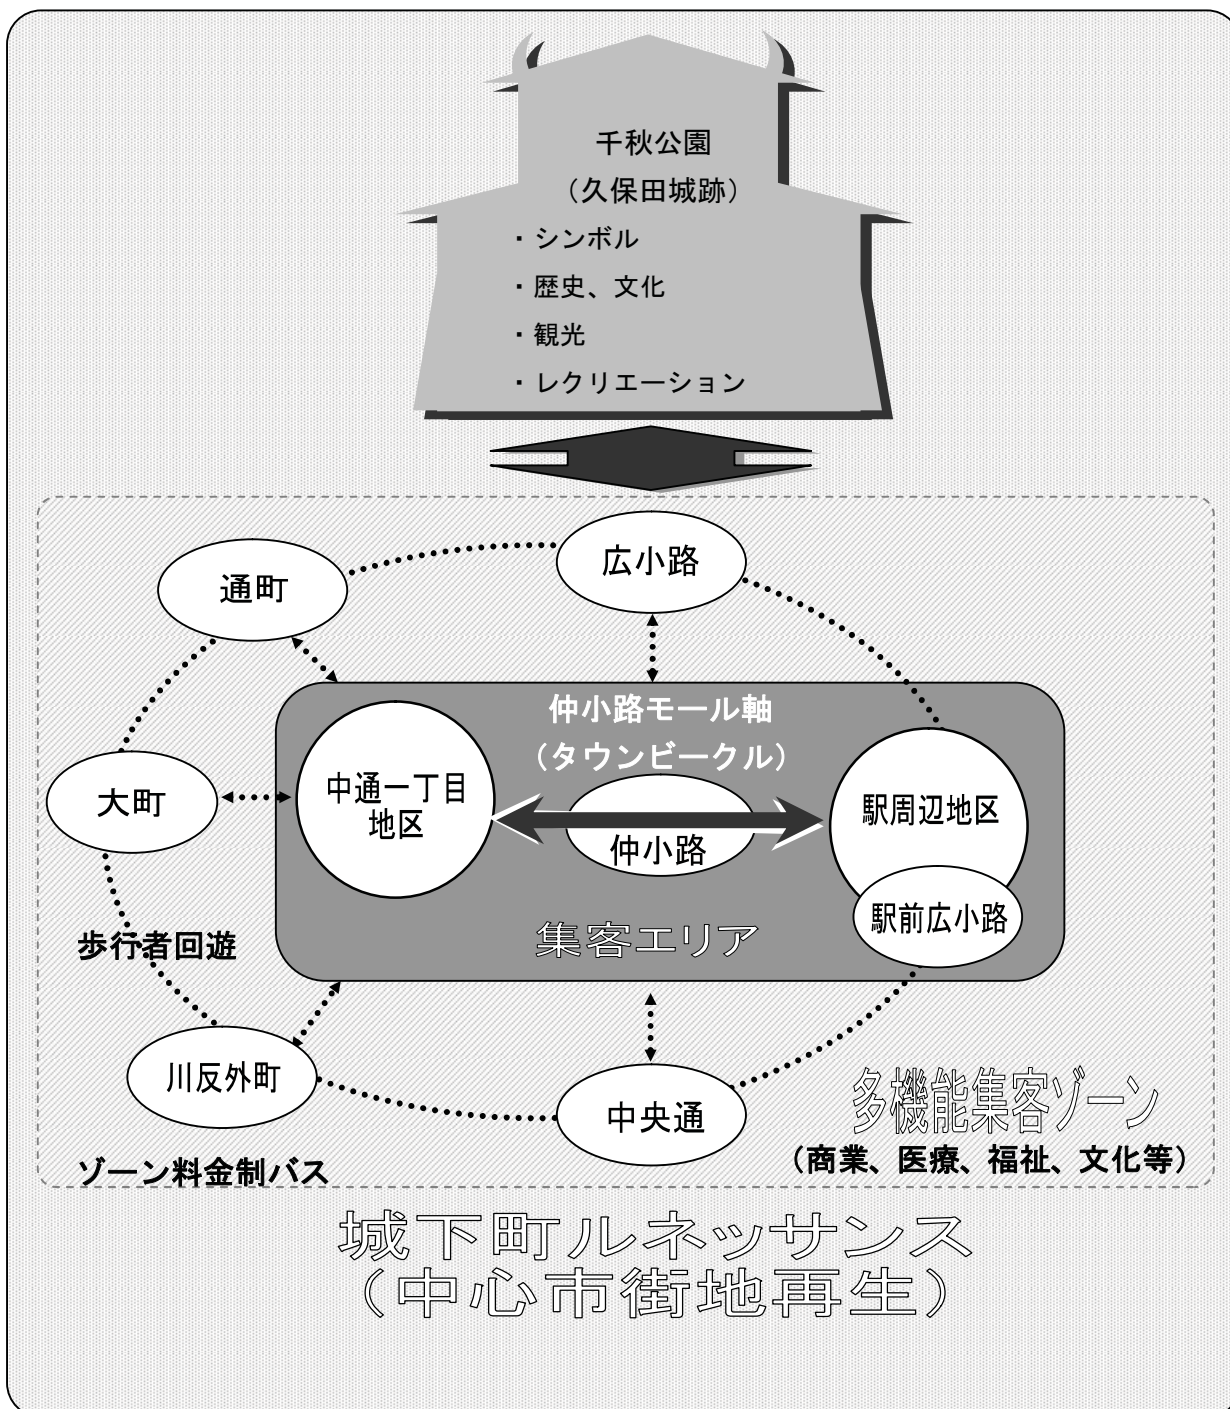 千秋公園
（久保田城跡）
・シンボル
・歴史、文化
・観光
・レクリエーション
広小路
通町
仲小路モール軸
（タウンビークル）
大町
中通一丁目
地区
仲小路
駅周辺地区
駅前広小路
集客エリア
歩行者回遊
川反外町
中央通
多機能集客ゾーン
（商業、医療、福祉、文化等）
ゾーン料金制バス
城下町ルネッサンス
（中心市街地再生）